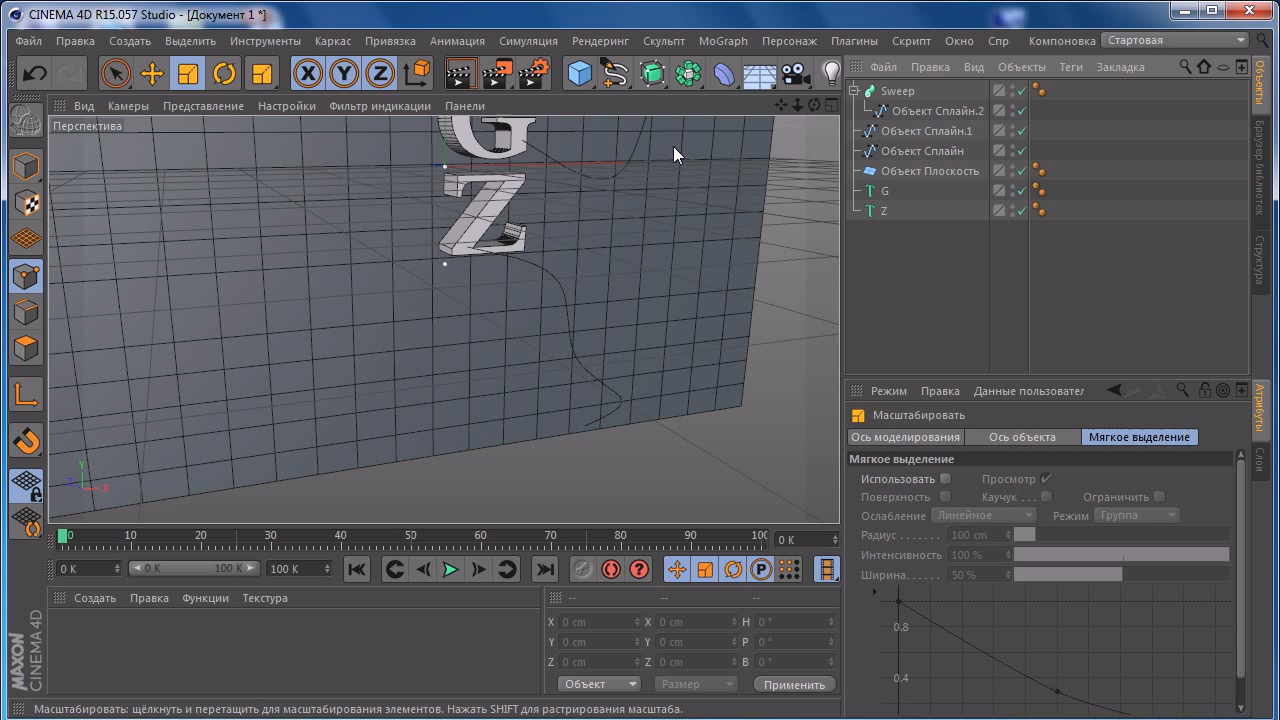 CINEMA 4D R15.057 Studio - [Документ 1 *]
Файл Правка Создать Выделить Инструменты Каркас Привязка Анимация Симуляция Рендеринг Скульпт MoGraph Персонаж Плагины Скрипт Окно Спр Компоновка Стартовая
X Y Z
Файл Правка Вид Объекты Теги Закладка
Объекты
Браузер библиотек
Структура
Sweep
Объект Сплайн.2
Объект Сплайн.1
Объект Сплайн
Объект Плоскость
G
Z
Вид Камеры Представление Настройки Фильтр индикации Панели
Перспектива
G
Z
Y
Z X
Режим Правка Данные пользовател
Атрибуты
Слои
Масштабировать
Ось моделирования Ось объекта Мягкое выделение
Мягкое выделение
Использовать Просмотр
Поверхность Каучук . . . Ограничить
Ослабление Линейное Режим Группа
Радиус . . . . . . . 100 cm
Интенсивность 100 %
Ширина. . . . . . 50 %
0.8
0.4
0 10 20 30 40 50 60 70 80 90 100 0 K
0 K 0 K 100 K 100 K
P
Создать Правка Функции Текстура
-- -- --
X 0 cm X 0 cm H 0 °
Y 0 cm Y 0 cm P 0 °
Z 0 cm Z 0 cm B 0 °
Объект Размер Применить
MAXON
CINEMA 4D
Масштабировать: щёлкнуть и перетащить для масштабирования элементов. Нажать SHIFT для растрирования масштаба.